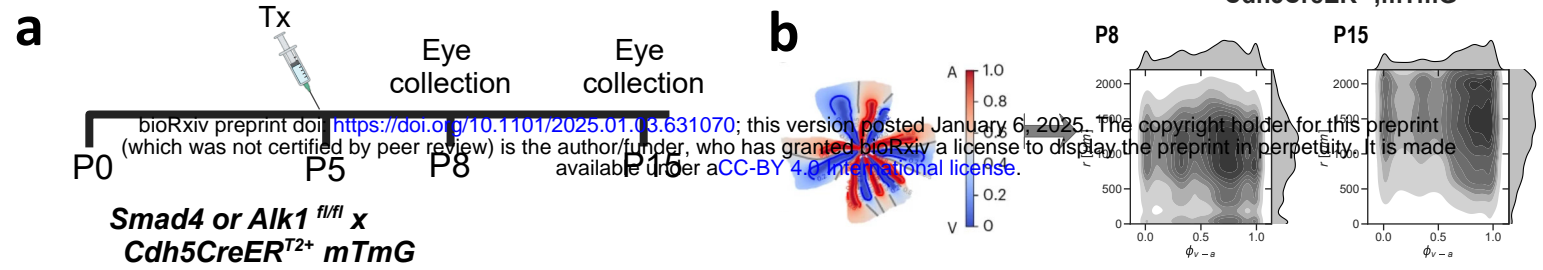 a
Tx
Eye
collection
Eye
collection
P0
P5
P8
P15
Smad4 or Alk1 fl/fl x
Cdh5CreERT2+ mTmG
bioRxiv preprint doi: https://doi.org/10.1101/2025.01.03.631070; this version posted January 6, 2025. The copyright holder for this preprint
(which was not certified by peer review) is the author/funder, who has granted bioRxiv a license to display the preprint in perpetuity. It is made
available under aCC-BY 4.0 International license.
b
A
1.0
0.8
0.6
0.4
0.2
0
V
P8
2000
1500
1000
500
0
0.0
0.5
1.0
ϕv−a
P15
2000
1500
1000
500
0
0.0
0.5
1.0
ϕv−a